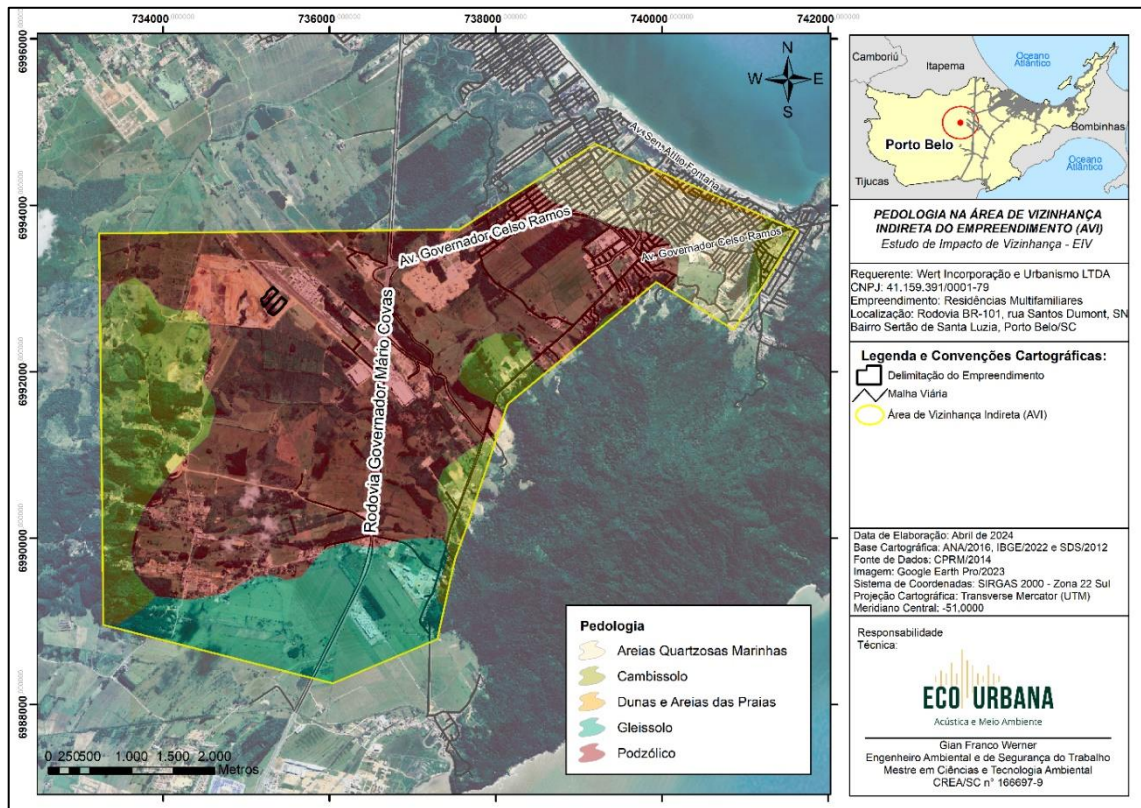 734000,000000
736000,000000
738000,000000
740000,000000
742000,000000
6996000
6994000
6992000
6990000
6988000
N
W E
S
Av. Sen. Atílio Fontana
Av. Governador Celso Ramos
Av. Governador Celso Ramos
Rodovia Governador Mário Covas
Pedologia
Areias Quartzosas Marinhas
Cambissolo
Dunas e Areias das Praias
Gleissolo
Podzólico
0 250500 1.000 1.500 2.000
Metros
Camboriú
Itapema
Oceano
Atlântico
Porto Belo
Bombinhas
Tijucas
Oceano
Atlântico
PEDOLOGIA NA ÁREA DE VIZINHANÇA
INDIRETA DO EMPREENDIMENTO (AVI)
Estudo de Impacto de Vizinhança - EIV
Requerente: Wert Incorporação e Urbanismo LTDA
CNPJ: 41.159.391/0001-79
Empreendimento: Residências Multifamiliares
Localização: Rodovia BR-101, rua Santos Dumont, SN
Bairro Sertão de Santa Luzia, Porto Belo/SC
Legenda e Convenções Cartográficas:
Delimitação do Empreendimento
Malha Viária
Área de Vizinhança Indireta (AVI)
Data de Elaboração: Abril de 2024
Base Cartográfica: ANA/2016, IBGE/2022 e SDS/2012
Fonte de Dados: CPRM/2014
Imagem: Google Earth Pro/2023
Sistema de Coordenadas: SIRGAS 2000 - Zona 22 Sul
Projeção Cartográfica: Transverse Mercator (UTM)
Meridiano Central: -51,0000
Responsabilidade
Técnica:
ECO URBANA
Acústica e Meio Ambiente
Gian Franco Werner
Engenheiro Ambiental e de Segurança do Trabalho
Mestre em Ciências e Tecnologia Ambiental
CREA/SC n° 166697-9